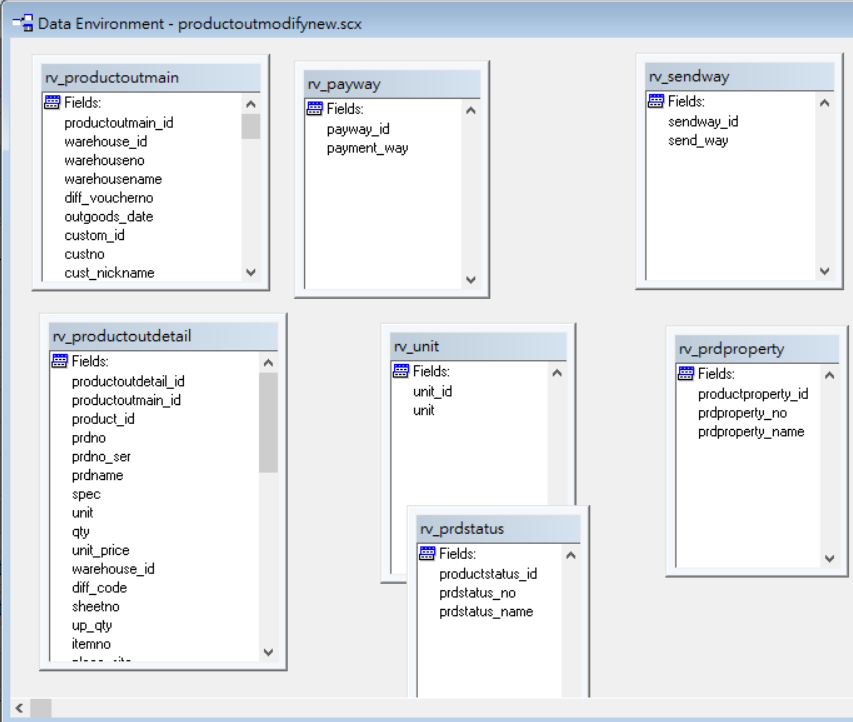 Data Environment - productoutmodifynew.scx
rv_productoutmain
Fields:
productoutmain_id
warehouse_id
warehouseno
warehousename
diff_voucherno
outgoods_date
custom_id
custno
cust_nickname
rv_payway
Fields:
payway_id
payment_way
rv_sendway
Fields:
sendway_id
send_way
rv_productoutdetail
Fields:
productoutdetail_id
productoutmain_id
product_id
prdno
prdno_ser
prdname
spec
unit
qty
unit_price
warehouse_id
diff_code
sheetno
up_qty
itemno
rv_unit
Fields:
unit_id
unit
rv_prdproperty
Fields:
productproperty_id
prdproperty_no
prdproperty_name
rv_prdstatus
Fields:
productstatus_id
prdstatus_no
prdstatus_name